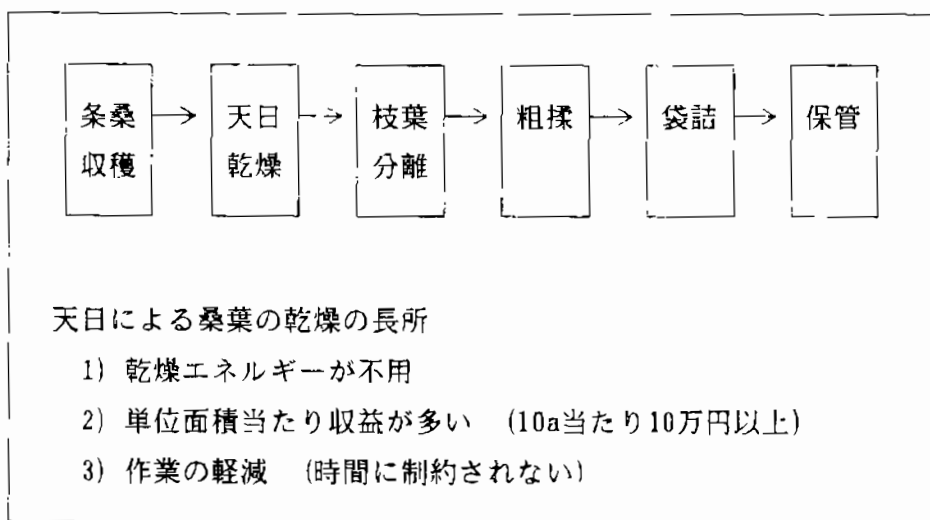 条桑 → 天日 → 枝葉 → 粗揉 → 袋詰 → 保管
収穫 乾燥 分離
天日による桑葉の乾燥の長所
1) 乾燥エネルギーが不用
2) 単位面積当たり収益が多い (10a当たり10万円以上)
3) 作業の軽減 (時間に制約されない)